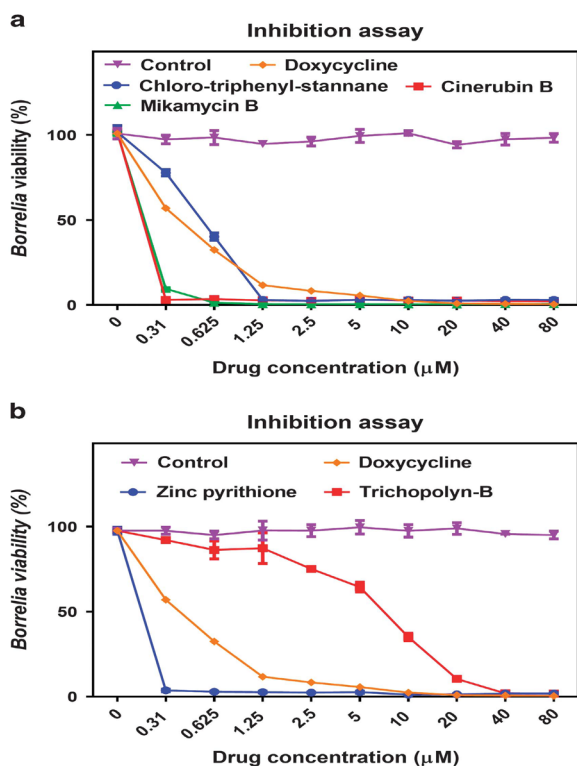 a
Inhibition assay
Control Doxycycline
Chloro-triphenyl-stannane Cinerubin B
Mikamycin B
Borrelia viability (%)
100
50
0
0 0.31 0.625 1.25 2.5 5 10 20 40 80
Drug concentration (μM)
b
Inhibition assay
Control Doxycycline
Zinc pyrithione Trichopolyn-B
Borrelia viability (%)
100
50
0
0 0.31 0.625 1.25 2.5 5 10 20 40 80
Drug concentration (μM)